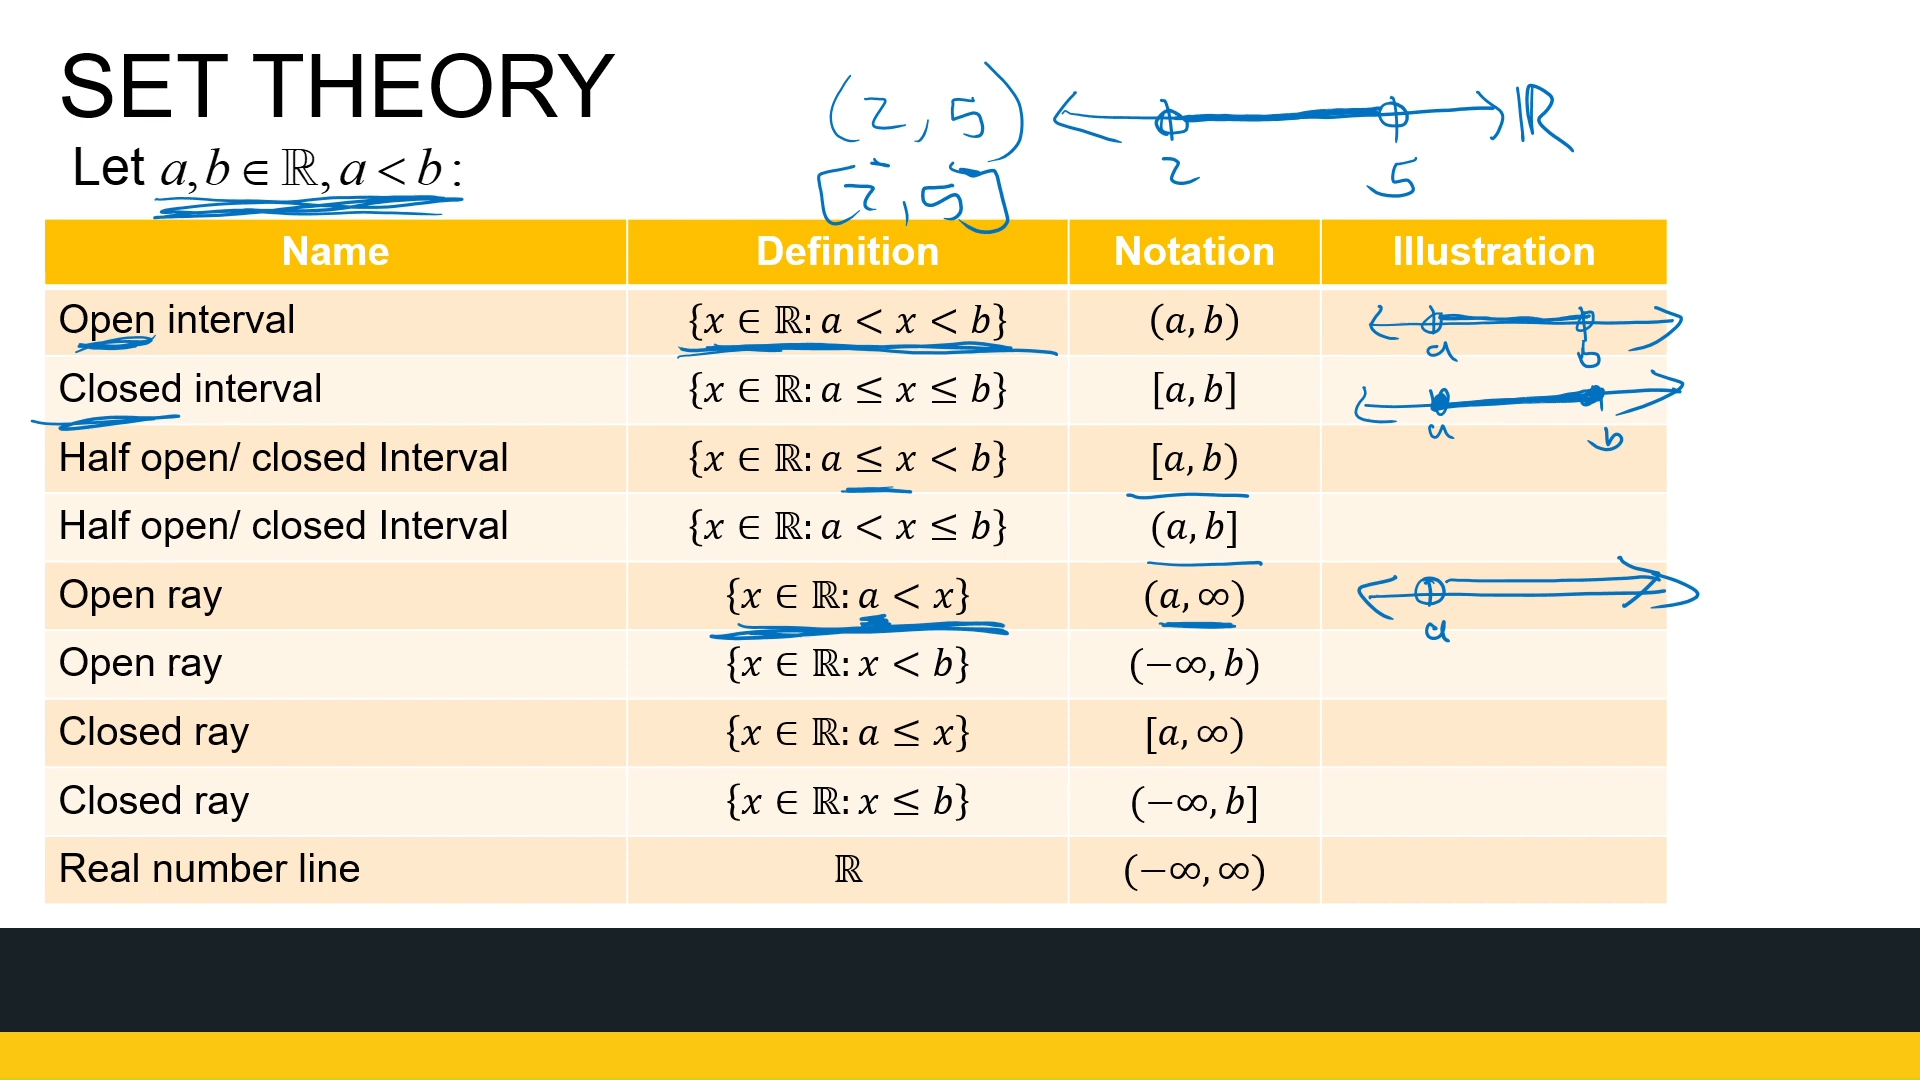 SET THEORY
(2, 5) ℝ
2 5
Let a, b ∈ ℝ, a < b :
[2, 5]
Name Definition Notation Illustration
Open interval {x ∈ ℝ: a < x < b} (a, b)
a b
Closed interval {x ∈ ℝ: a ≤ x ≤ b} [a, b]
a b
Half open/ closed Interval {x ∈ ℝ: a ≤ x < b} [a, b)
Half open/ closed Interval {x ∈ ℝ: a < x ≤ b} (a, b]
Open ray {x ∈ ℝ: a < x} (a, ∞)
a
Open ray {x ∈ ℝ: x < b} (−∞, b)
Closed ray {x ∈ ℝ: a ≤ x} [a, ∞)
Closed ray {x ∈ ℝ: x ≤ b} (−∞, b]
Real number line ℝ (−∞, ∞)